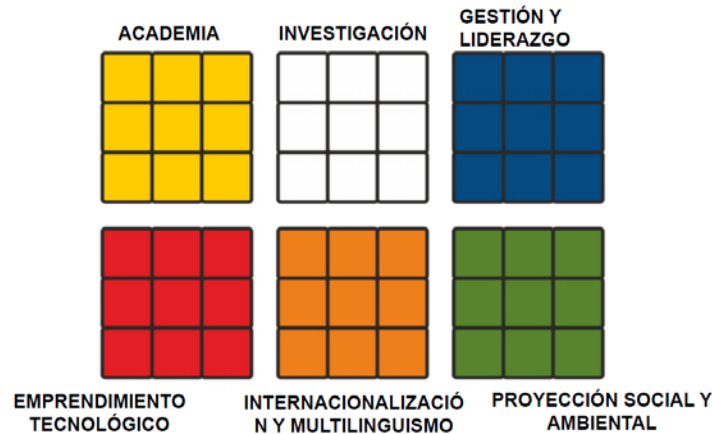 ACADEMIA
INVESTIGACIÓN
GESTIÓN Y
LIDERAZGO
EMPRENDIMIENTO
TECNOLÓGICO
INTERNACIONALIZACIÓ
N Y MULTILINGUISMO
PROYECCIÓN SOCIAL Y
AMBIENTAL